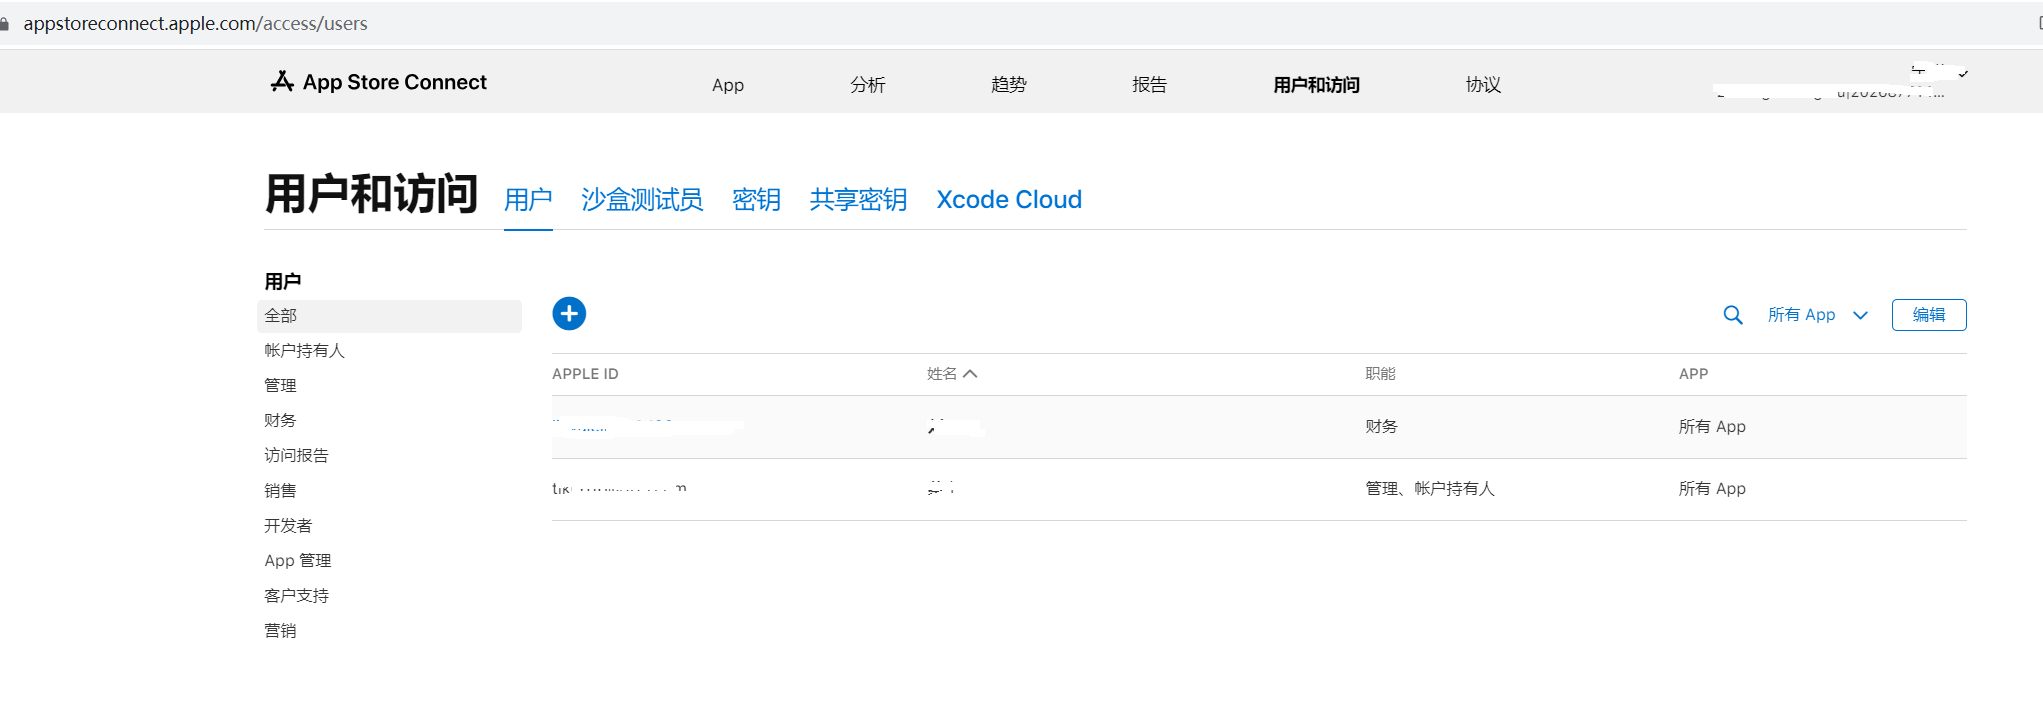 appstoreconnect.apple.com/access/users
App Store Connect App 分析 趋势 报告 用户和访问 协议
用户和访问 用户 沙盒测试员 密钥 共享密钥 Xcode Cloud
用户
全部
帐户持有人
管理
财务
访问报告
销售
开发者
App 管理
客户支持
营销
所有 App 编辑
APPLE ID 姓名 职能 APP
财务 所有 App
管理、帐户持有人 所有 App